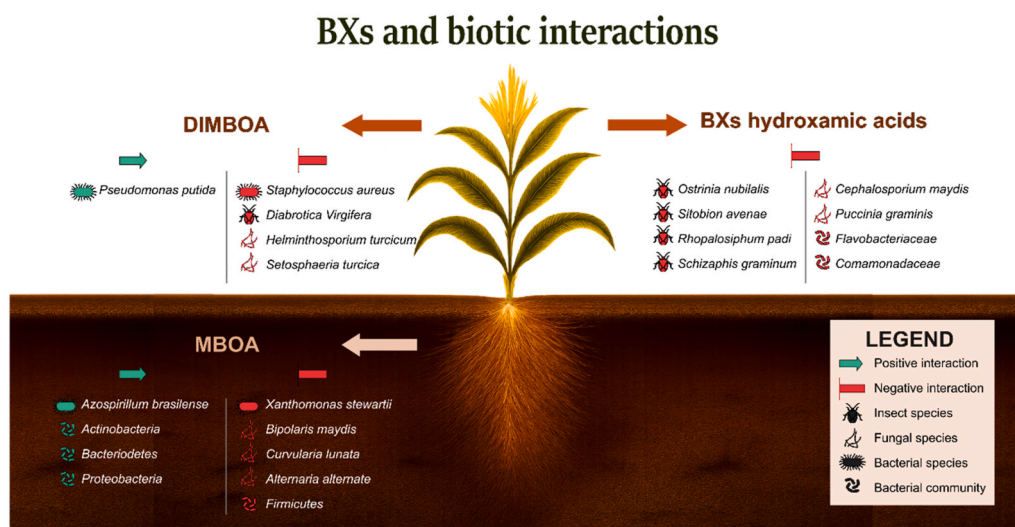 BXs and biotic interactions
DIMBOA
Pseudomonas putida
Staphylococcus aureus
Diabrotica Virgifera
Helminthosporium turcicum
Setosphaeria turcica
BXs hydroxamic acids
Ostrinia nubilalis
Sitobion avenae
Rhopalosiphum padi
Schizaphis graminum
Cephalosporium maydis
Puccinia graminis
Flavobacteriaceae
Comamonadaceae
MBOA
Azospirillum brasilense
Actinobacteria
Bacteriodetes
Proteobacteria
Xanthomonas stewartii
Bipolaris maydis
Curvularia lunata
Alternaria alternate
Firmicutes
LEGEND
Positive interaction
Negative interaction
Insect species
Fungal species
Bacterial species
Bacterial community